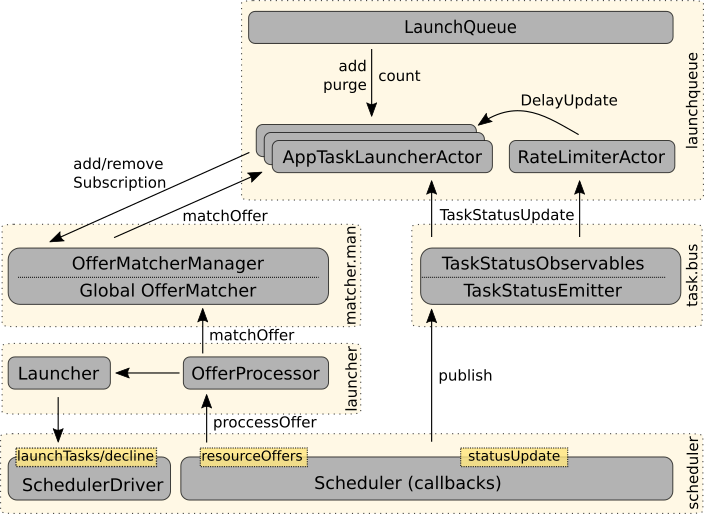 LaunchQueue
add
purge
count
launchqueue
DelayUpdate
AppTaskLauncherActor
RateLimiterActor
add/remove
Subscription
matchOffer
TaskStatusUpdate
OfferMatcherManager
Global OfferMatcher
matcher.man
TaskStatusObservables
TaskStatusEmitter
task.bus
matchOffer
Launcher
OfferProcessor
launcher
publish
proccessOffer
launchTasks/decline
resourceOffers
statusUpdate
SchedulerDriver
Scheduler (callbacks)
scheduler